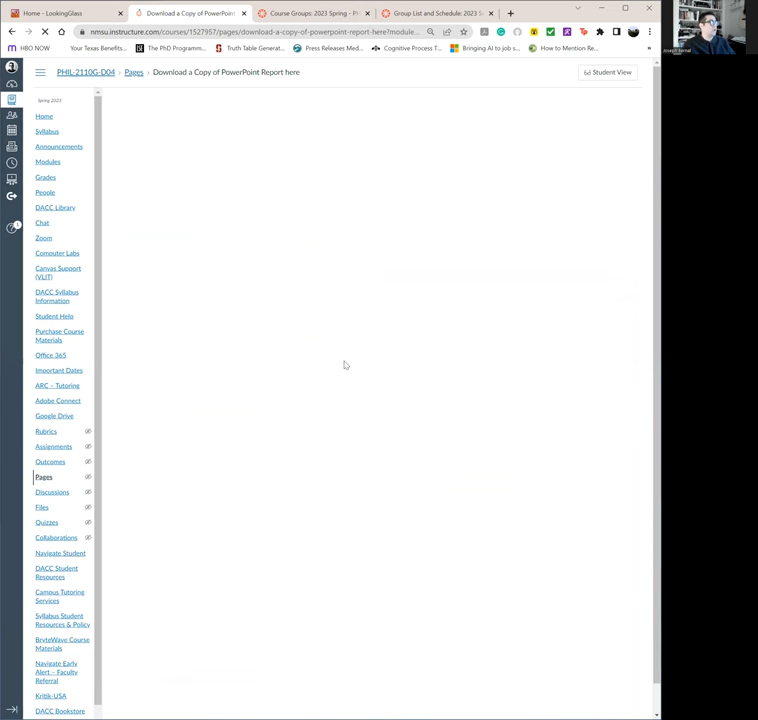 Home - LookingGlass
Download a Copy of PowerPoint
Course Groups: 2023 Spring - PH
Group List and Schedule: 2023 S
nmsu.instructure.com/courses/1527957/pages/download-a-copy-of-powerpoint-report-here?module...
HBO NOW
Your Texas Benefits...
The PhD Programm...
Truth Table Generat...
Press Releases Med...
Cognitive Process T...
Bringing AI to job s...
How to Mention Re...
Joseph Bernal
PHIL-2110G-D04 › Pages › Download a Copy of PowerPoint Report here
Student View
Spring 2023
Home
Syllabus
Announcements
Modules
Grades
People
DACC Library
Chat
Zoom
Computer Labs
Canvas Support
(VLIT)
DACC Syllabus
Information
Student Help
Purchase Course
Materials
Office 365
Important Dates
ARC – Tutoring
Adobe Connect
Google Drive
Rubrics
Assignments
Outcomes
Pages
Discussions
Files
Quizzes
Collaborations
Navigate Student
DACC Student
Resources
Campus Tutoring
Services
Syllabus Student
Resources & Policy
BryteWave Course
Materials
Navigate Early
Alert – Faculty
Referral
Kritik-USA
DACC Bookstore
1